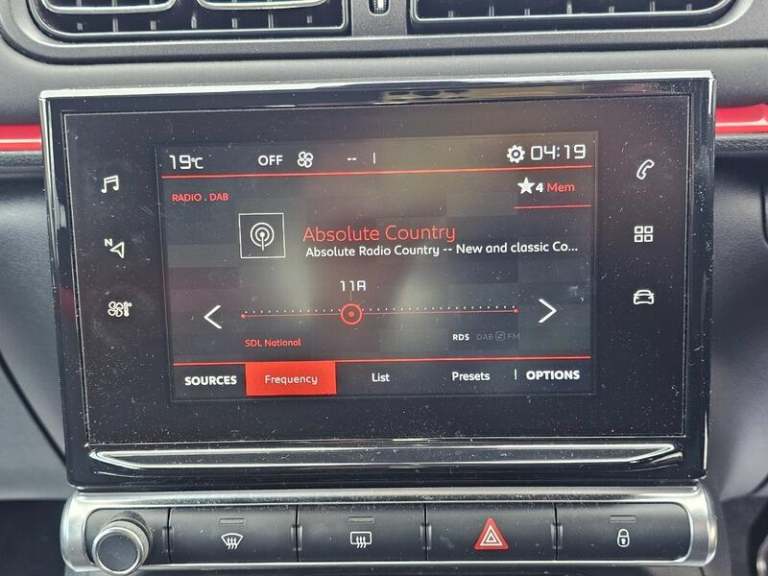 19°C OFF -- 04:19
RADIO . DAB 4 Mem
Absolute Country
Absolute Radio Country -- New and classic Co...
N
11A
SDL National RDS DAB FM
SOURCES Frequency List Presets OPTIONS